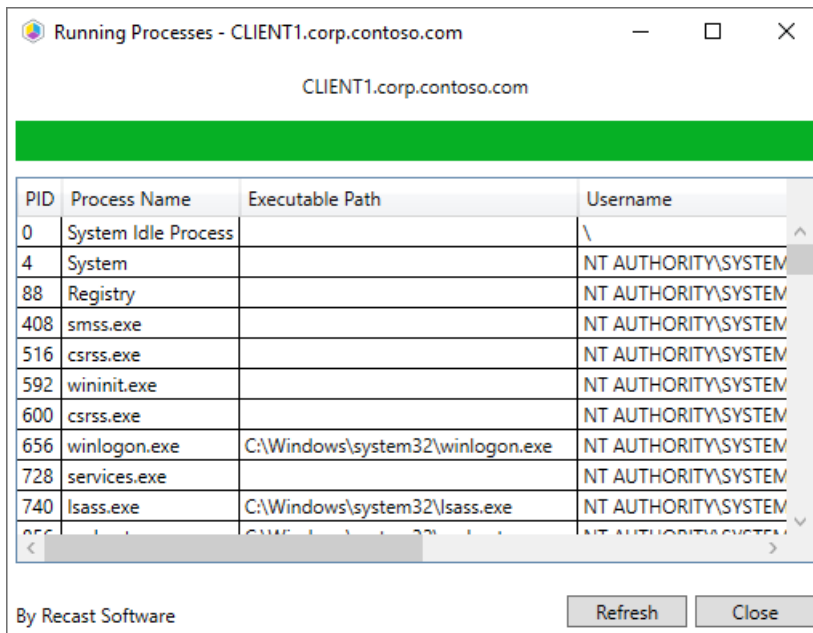 Running Processes - CLIENT1.corp.contoso.com
CLIENT1.corp.contoso.com
PID Process Name Executable Path Username
0 System Idle Process \
4 System NT AUTHORITY\SYSTEM
88 Registry NT AUTHORITY\SYSTEM
408 smss.exe NT AUTHORITY\SYSTEM
516 csrss.exe NT AUTHORITY\SYSTEM
592 wininit.exe NT AUTHORITY\SYSTEM
600 csrss.exe NT AUTHORITY\SYSTEM
656 winlogon.exe C:\Windows\system32\winlogon.exe NT AUTHORITY\SYSTEM
728 services.exe NT AUTHORITY\SYSTEM
740 lsass.exe C:\Windows\system32\lsass.exe NT AUTHORITY\SYSTEM
By Recast Software Refresh Close